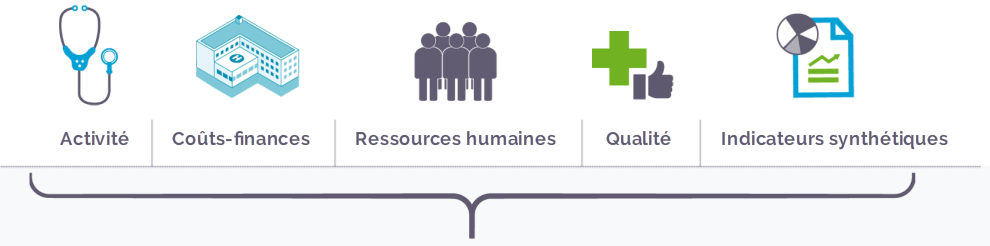 Activité Coûts-finances Ressources humaines Qualité Indicateurs synthétiques